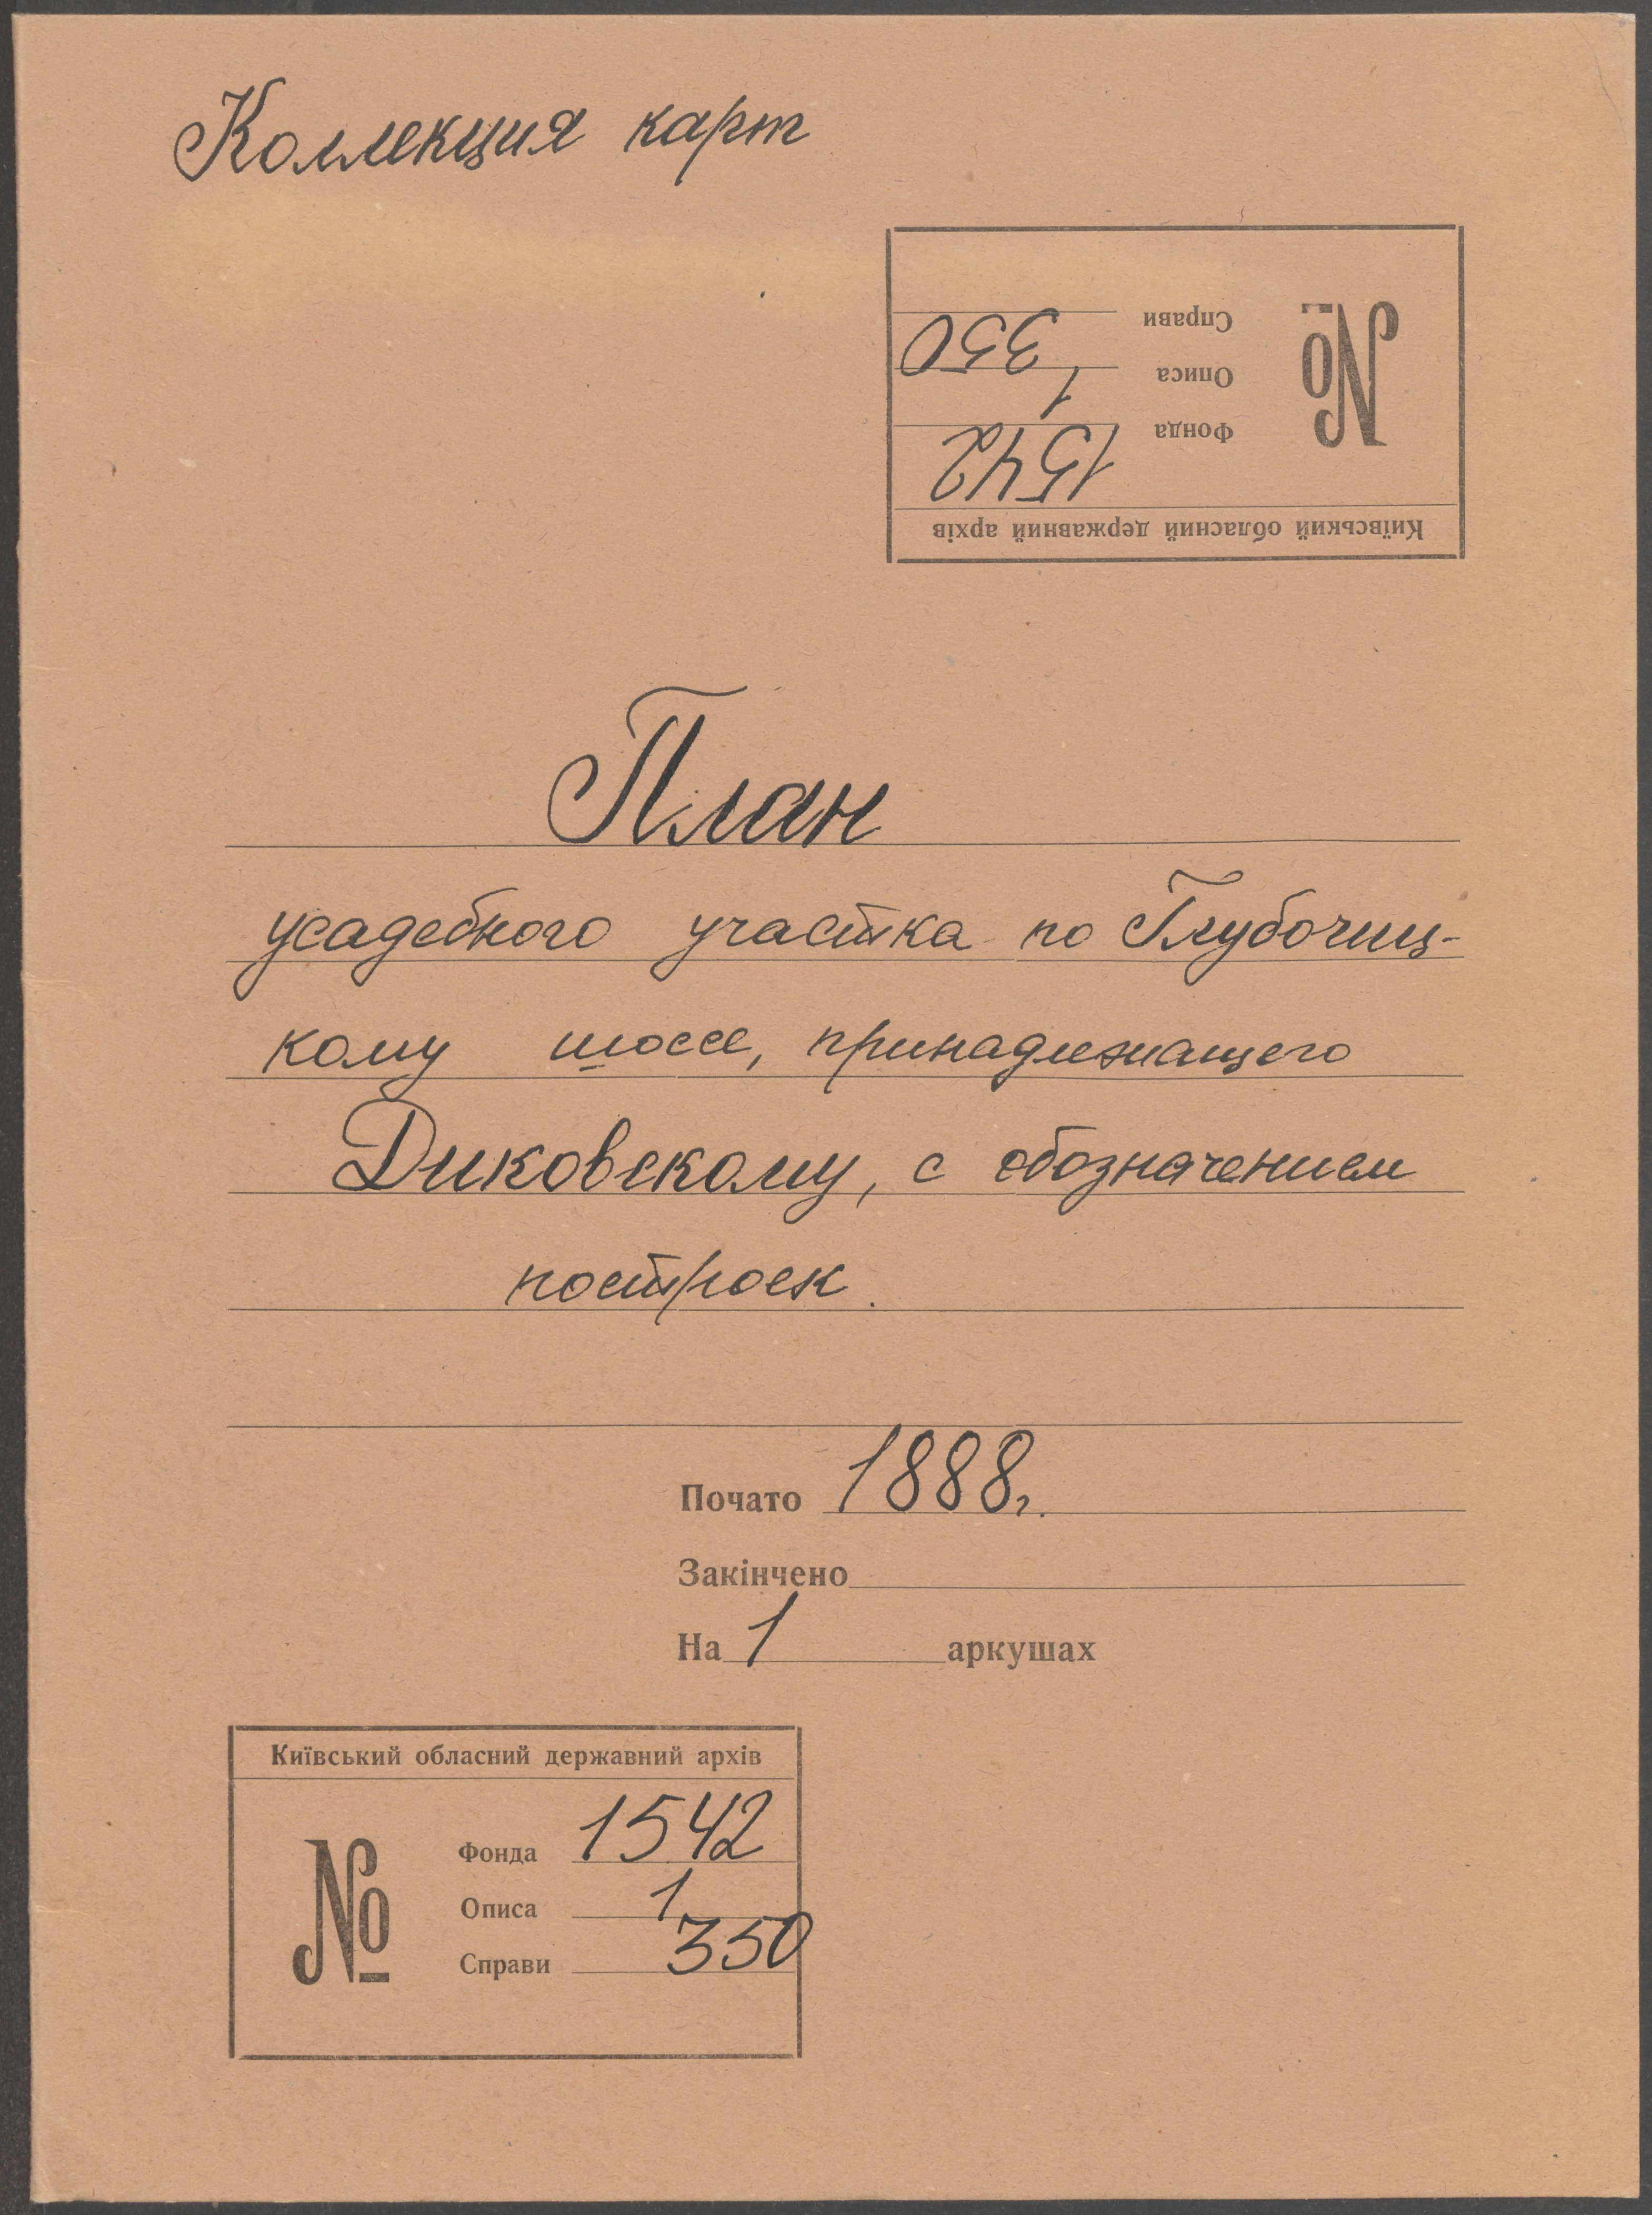 Коллекция карт
Київський обласний державний архів
Фонда 1542
№ Описа 1
Справи 350
План
усадебного участка по Глубочиц-
кому шоссе, принадлежащего
Диковскому, с обозначением
построек.
Почато 1888г.
Закінчено
На 1 аркушах
Київський обласний державний архів
Фонда 1542
№ Описа 1
Справи 350